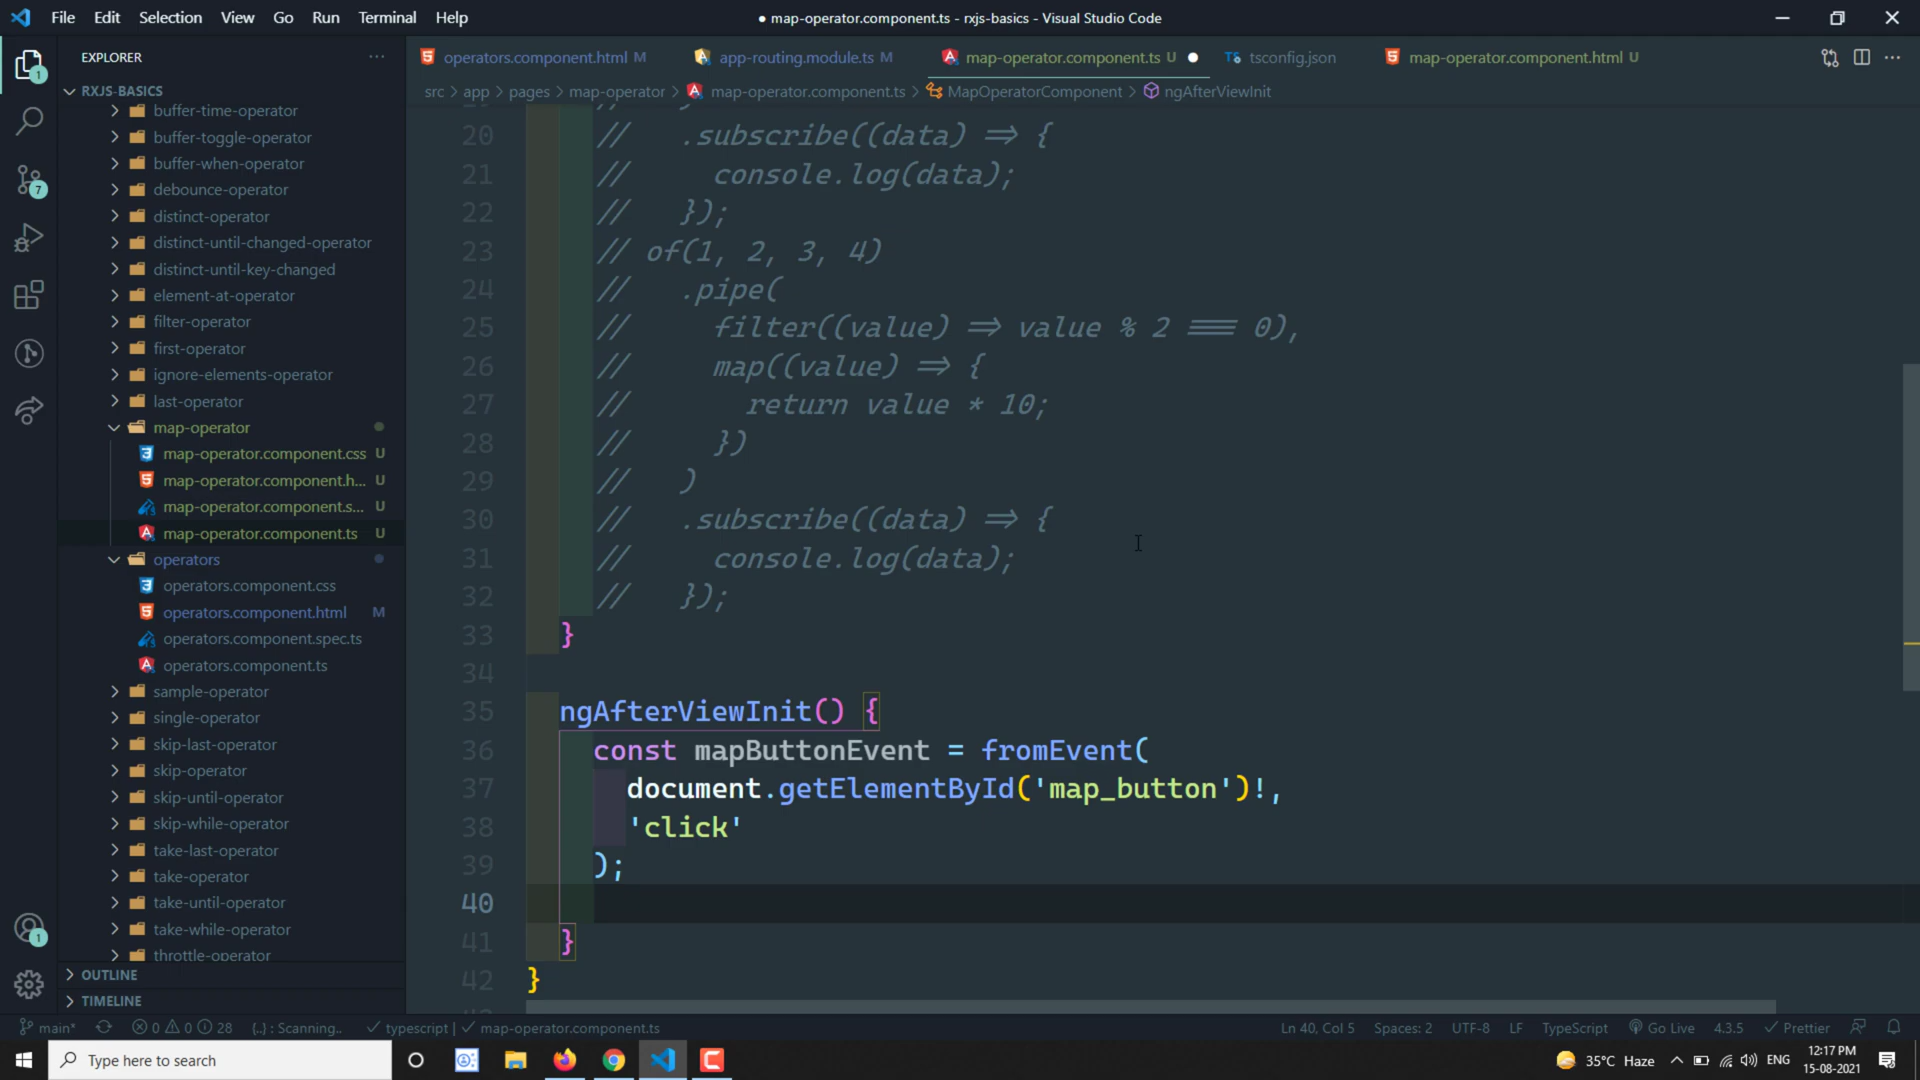 File Edit Selection View Go Run Terminal Help
● map-operator.component.ts - rxjs-basics - Visual Studio Code
EXPLORER
operators.component.html M
app-routing.module.ts M
map-operator.component.ts U
tsconfig.json
map-operator.component.html U
RXJS-BASICS
src > app > pages > map-operator > map-operator.component.ts > MapOperatorComponent > ngAfterViewInit
buffer-time-operator
buffer-toggle-operator
buffer-when-operator
debounce-operator
distinct-operator
distinct-until-changed-operator
distinct-until-key-changed
element-at-operator
filter-operator
first-operator
ignore-elements-operator
last-operator
map-operator
map-operator.component.css U
map-operator.component.h... U
map-operator.component.s... U
map-operator.component.ts U
operators
operators.component.css
operators.component.html M
operators.component.spec.ts
operators.component.ts
sample-operator
single-operator
skip-last-operator
skip-operator
skip-until-operator
skip-while-operator
take-last-operator
take-operator
take-until-operator
take-while-operator
throttle-operator
OUTLINE
TIMELINE
1
7
1
20 // .subscribe((data) => {
21 // console.log(data);
22 // });
23 // of(1, 2, 3, 4)
24 // .pipe(
25 // filter((value) => value % 2 === 0),
26 // map((value) => {
27 // return value * 10;
28 // })
29 // )
30 // .subscribe((data) => {
31 // console.log(data);
32 // });
33 }
34
35 ngAfterViewInit() {
36 const mapButtonEvent = fromEvent(
37 document.getElementById('map_button')!,
38 'click'
39 );
40
41 }
42 }
main* 0 0 28 {..} : Scanning.. ✓ typescript | ✓ map-operator.component.ts
Ln 40, Col 5 Spaces: 2 UTF-8 LF TypeScript Go Live 4.3.5 ✓ Prettier
Type here to search
35°C Haze
ENG
12:17 PM
15-08-2021